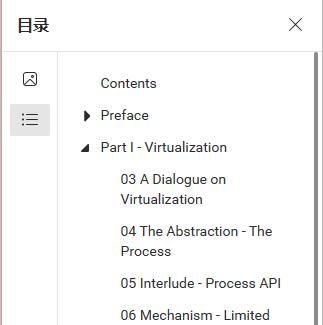 目录
Contents
Preface
Part I - Virtualization
03 A Dialogue on
Virtualization
04 The Abstraction - The
Process
05 Interlude - Process API
06 Mechanism - Limited